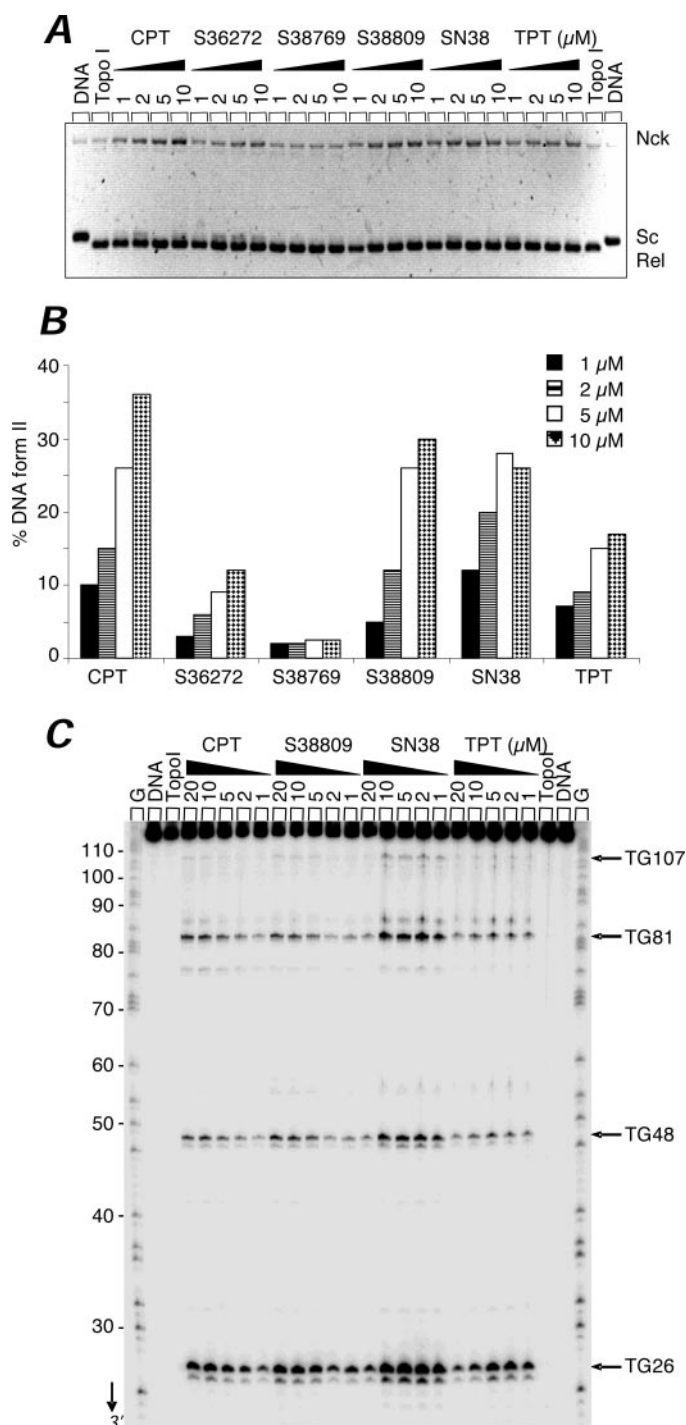 A
CPT S36272 S38769 S38809 SN38 TPT (µM)
DNA Topo I 1 2 5 10 1 2 5 10 1 2 5 10 1 2 5 10 1 2 5 10 1 2 5 10 Topo I DNA
Nck
Sc
Rel
B
% DNA form II
40
30
20
10
0
1 µM
2 µM
5 µM
10 µM
CPT S36272 S38769 S38809 SN38 TPT
C
CPT S38809 SN38 TPT (µM)
G DNA TopoI 20 10 5 2 1 20 10 5 2 1 20 10 5 2 1 20 10 5 2 1 TopoI DNA G
110 -
100 -
90 -
80 -
70 -
60 -
50 -
40 -
30 -
3'
TG107
TG81
TG48
TG26